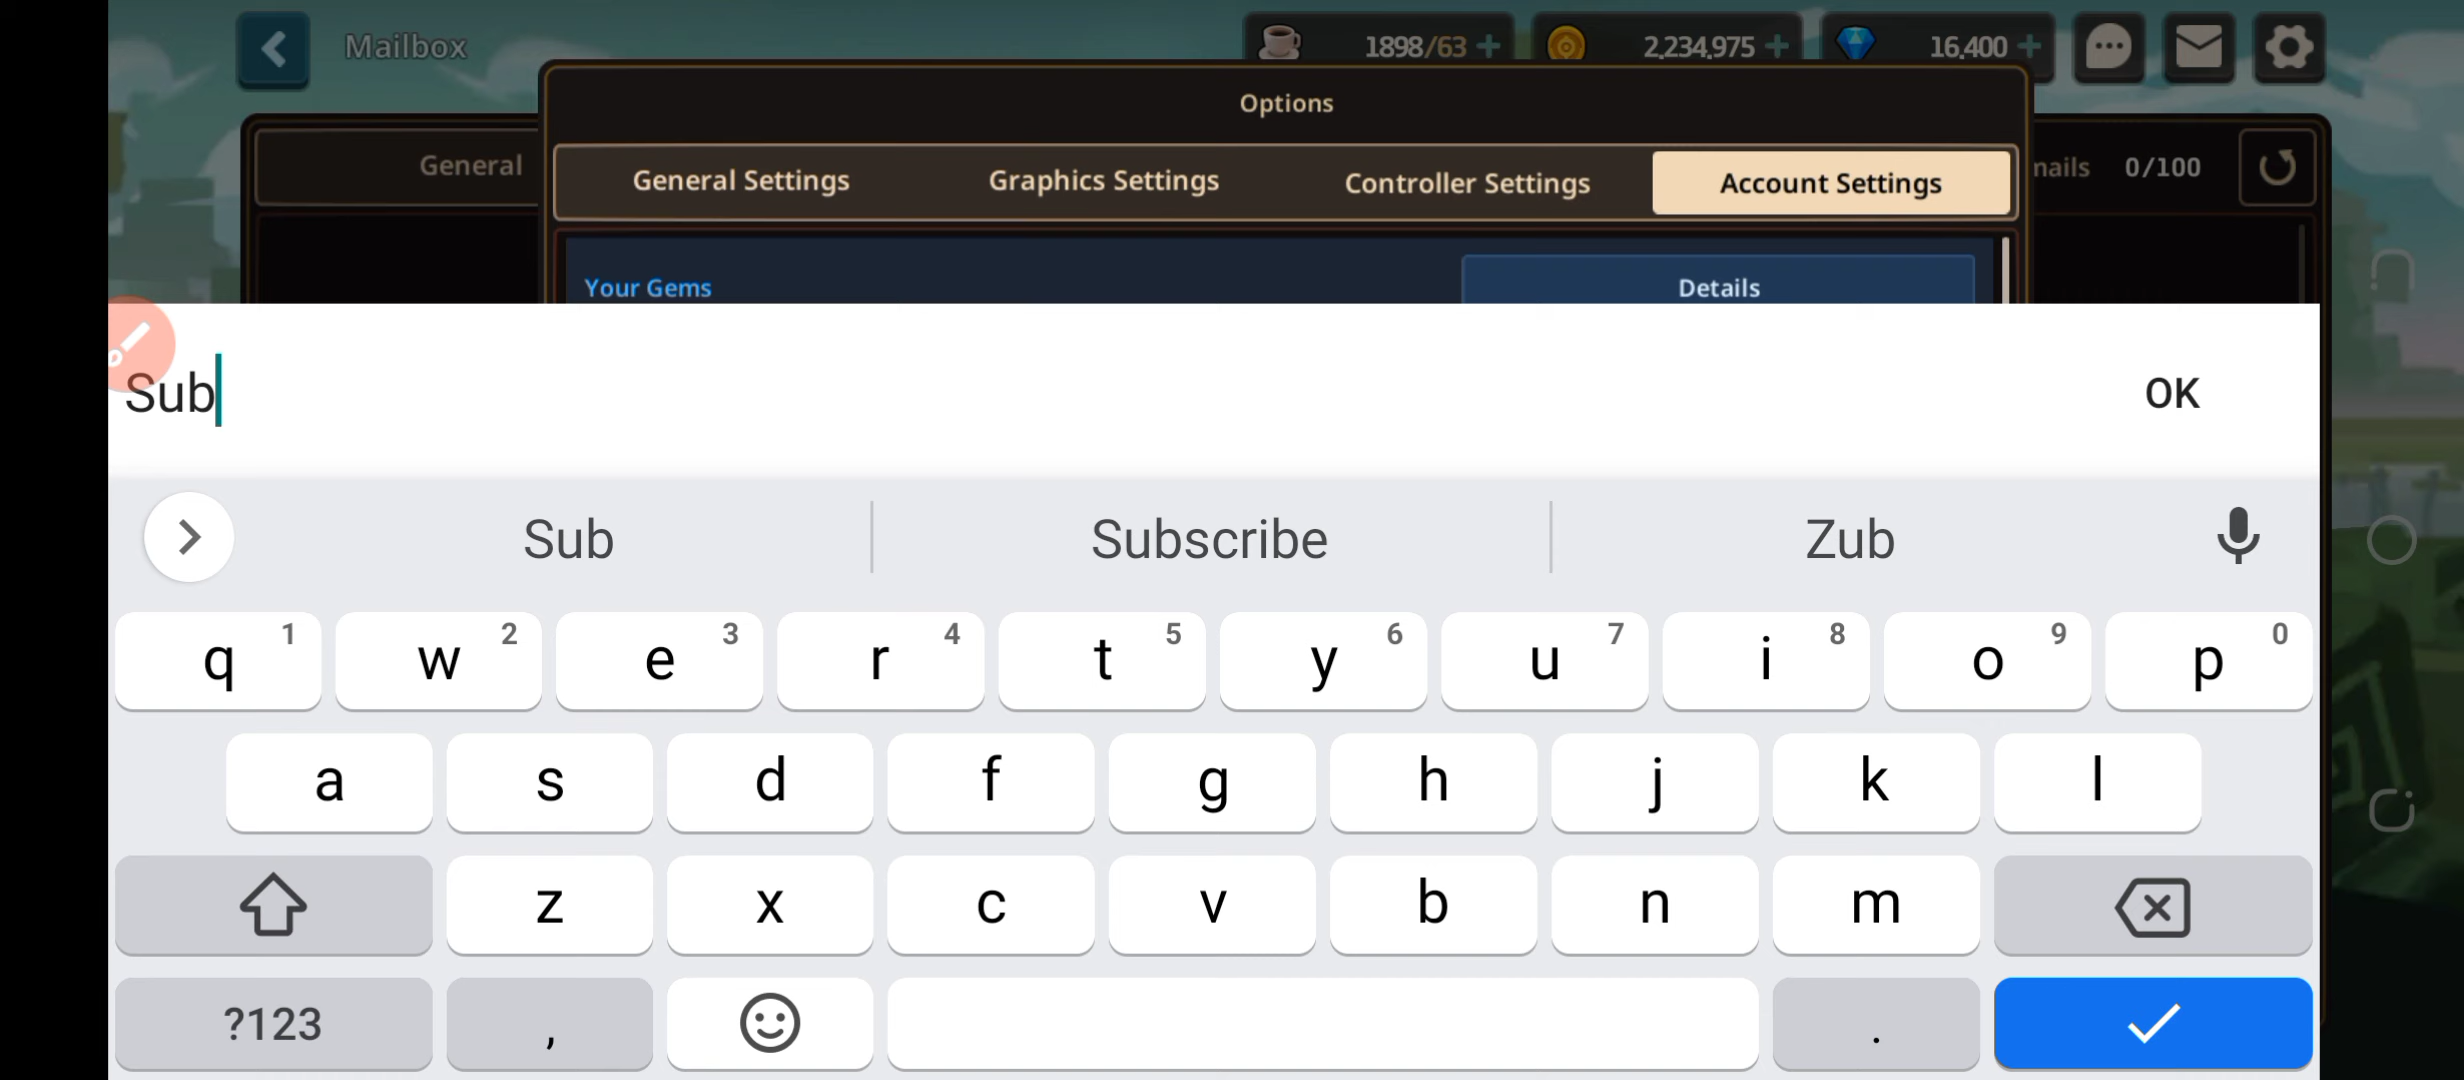 Mailbox
1898/63 + 2,234,975 + 16,400 +
Options
General
General Settings Graphics Settings Controller Settings Account Settings
0/100
Your Gems Details
Sub OK
Sub Subscribe Zub
q 1 w 2 e 3 r 4 t 5 y 6 u 7 i 8 o 9 p 0
a s d f g h j k l
z x c v b n m
?123 , .